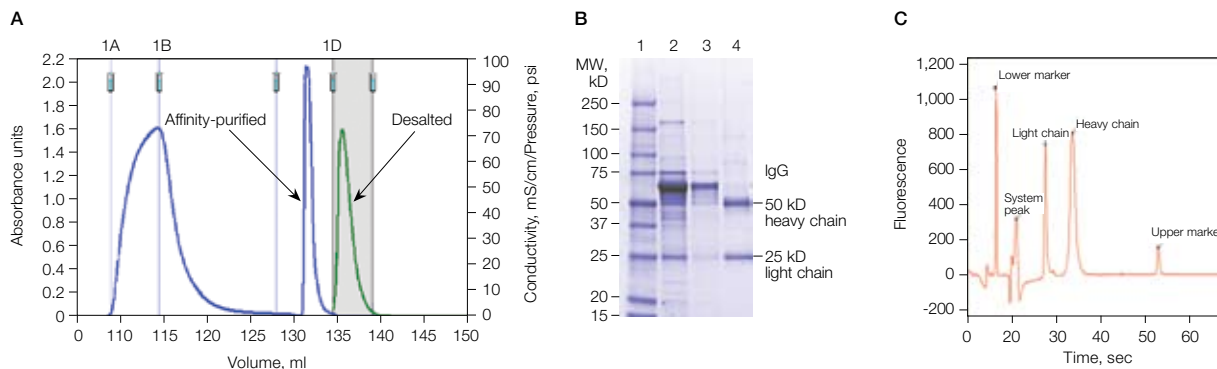 A
1A 1B 1D
2.2
2.0
1.8
1.6
1.4
1.2
1.0
0.8
0.6
0.4
0.2
0
Absorbance units
Affinity-purified
Desalted
100
90
80
70
60
50
40
30
20
10
0
Conductivity, mS/cm/Pressure, psi
0 110 115 120 125 130 135 140 145 150
Volume, ml
B
1 2 3 4
MW,
kD
250
150
100
75
50
37
25
20
15
IgG
50 kD
heavy chain
25 kD
light chain
C
1,200
1,000
800
600
400
200
0
-200
Fluorescence
Lower marker
Light chain
Heavy chain
System
peak
Upper marke
0 20 40 60
Time, sec